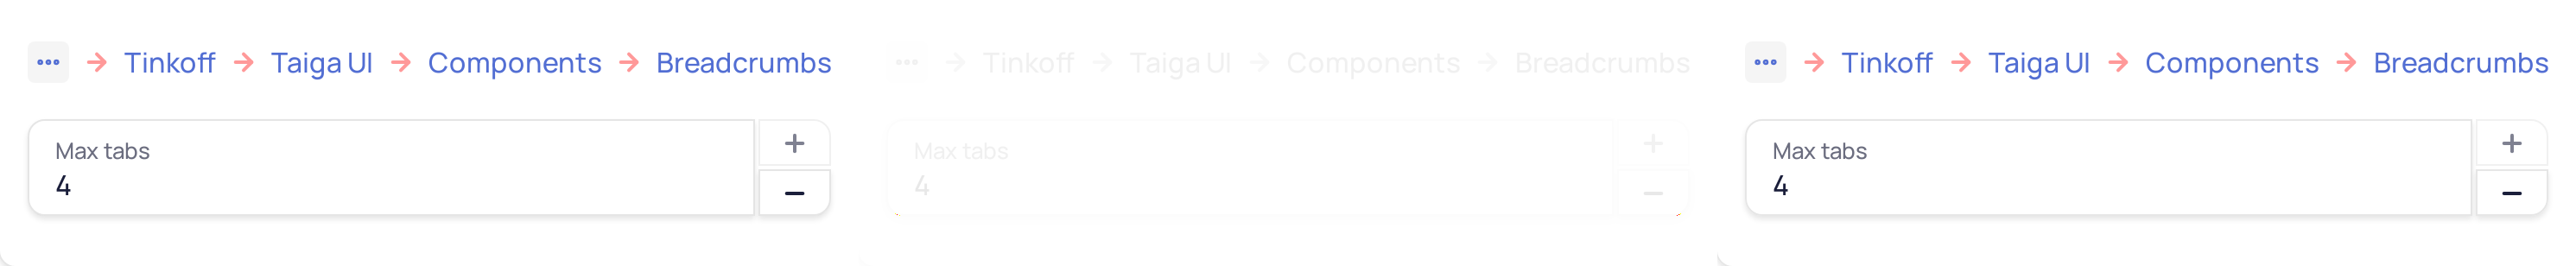 ••• → Tinkoff → Taiga UI → Components → Breadcrumbs
Max tabs
4
+
−
••• → Tinkoff → Taiga UI → Components → Breadcrumbs
Max tabs
4
+
−
••• → Tinkoff → Taiga UI → Components → Breadcrumbs
Max tabs
4
+
−